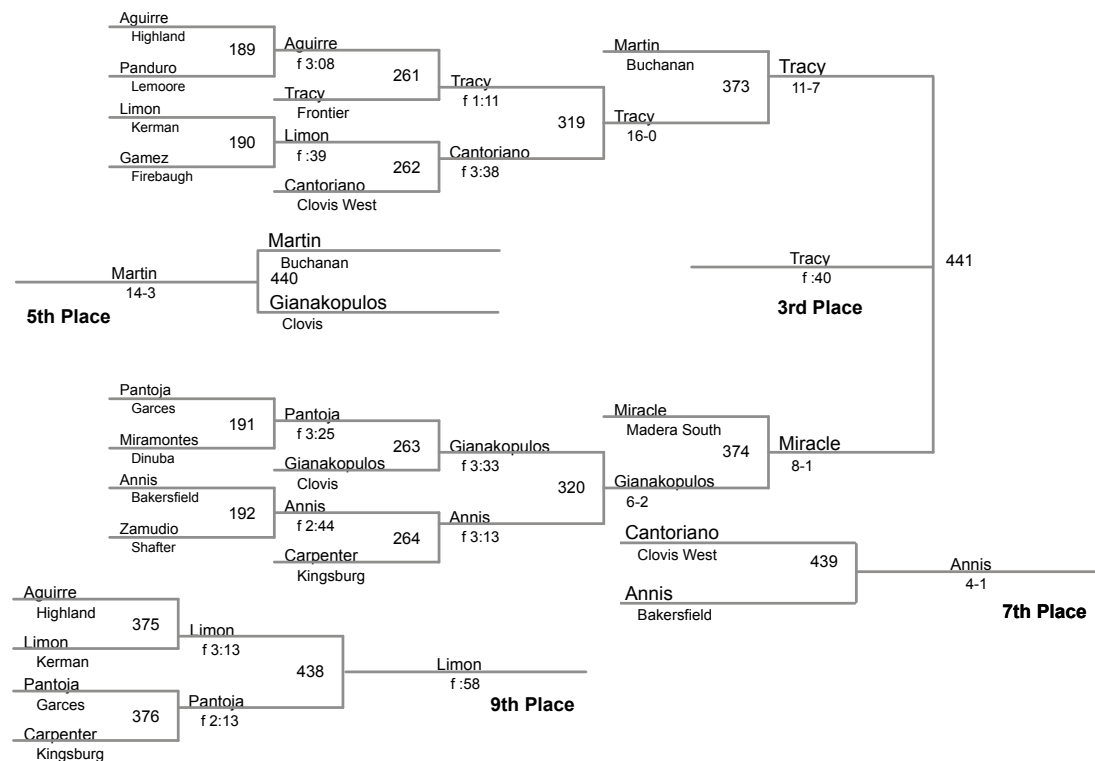 Aguirre
Highland
189
Panduro
Lemoore
Aguirre
f 3:08
261
Tracy
Frontier
Limon
Kerman
190
Gamez
Firebaugh
Limon
f :39
262
Cantoriano
Clovis West
Tracy
f 1:11
319
Cantoriano
f 3:38
Martin
Buchanan
373
Tracy
16-0
Tracy
11-7
441
Tracy
f :40
3rd Place
Martin
Buchanan
440
Gianakopulos
Clovis
Martin
14-3
5th Place
Pantoja
Garces
191
Miramontes
Dinuba
Pantoja
f 3:25
263
Gianakopulos
Clovis
Annis
Bakersfield
192
Zamudio
Shafter
Annis
f 2:44
264
Carpenter
Kingsburg
Gianakopulos
f 3:33
320
Annis
f 3:13
Miracle
Madera South
374
Gianakopulos
6-2
Miracle
8-1
Cantoriano
Clovis West
439
Annis
Bakersfield
Annis
4-1
7th Place
Aguirre
Highland
375
Limon
Kerman
Limon
f 3:13
438
Pantoja
Garces
376
Carpenter
Kingsburg
Pantoja
f 2:13
Limon
f :58
9th Place